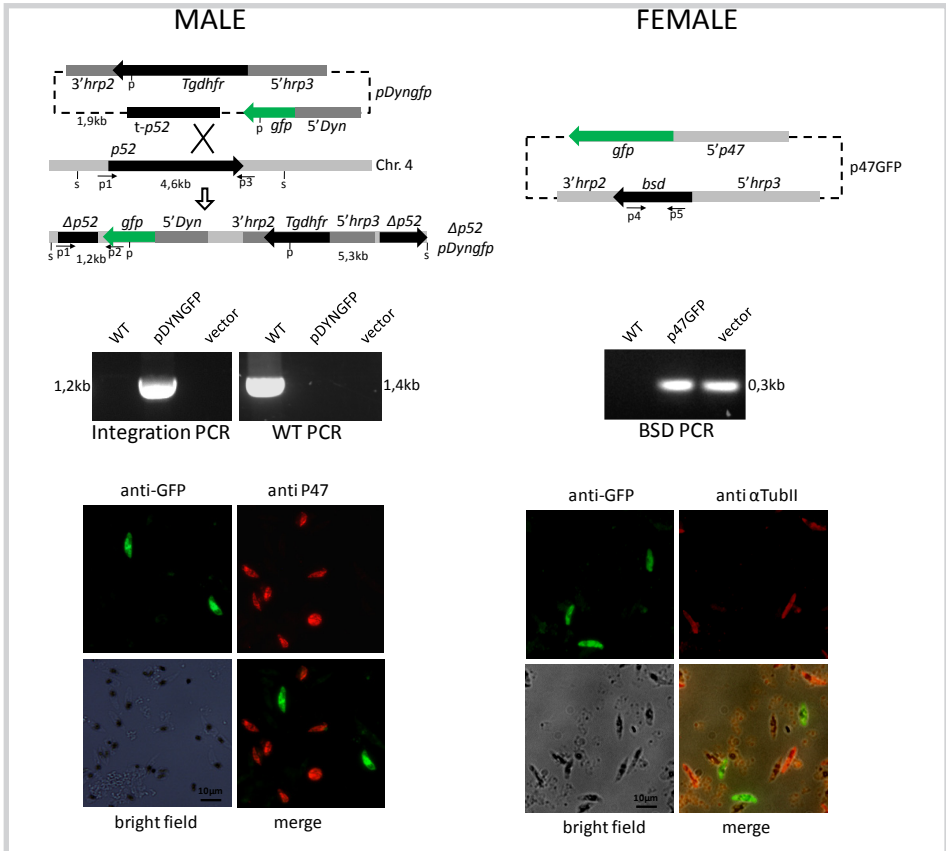 MALE
FEMALE
3'hrp2 p Tgdhfr 5'hrp3
pDyngfp
1,9kb t-p52 p gfp 5'Dyn
p52
Chr. 4
s p1 4,6kb p3 s
Δp52 gfp 5'Dyn 3'hrp2 Tgdhfr 5'hrp3 Δp52
Δp52
pDyngfp
s p1 1,2kb p2 p p 5,3kb s
gfp 5'p47
p47GFP
3'hrp2 bsd 5'hrp3
p4 p5
WT pDYNGFP vector WT pDYNGFP vector
1,2kb 1,4kb
Integration PCR WT PCR
WT p47GFP vector
0,3kb
BSD PCR
anti-GFP anti P47
10µm
bright field merge
anti-GFP anti αTubII
10µm
bright field merge